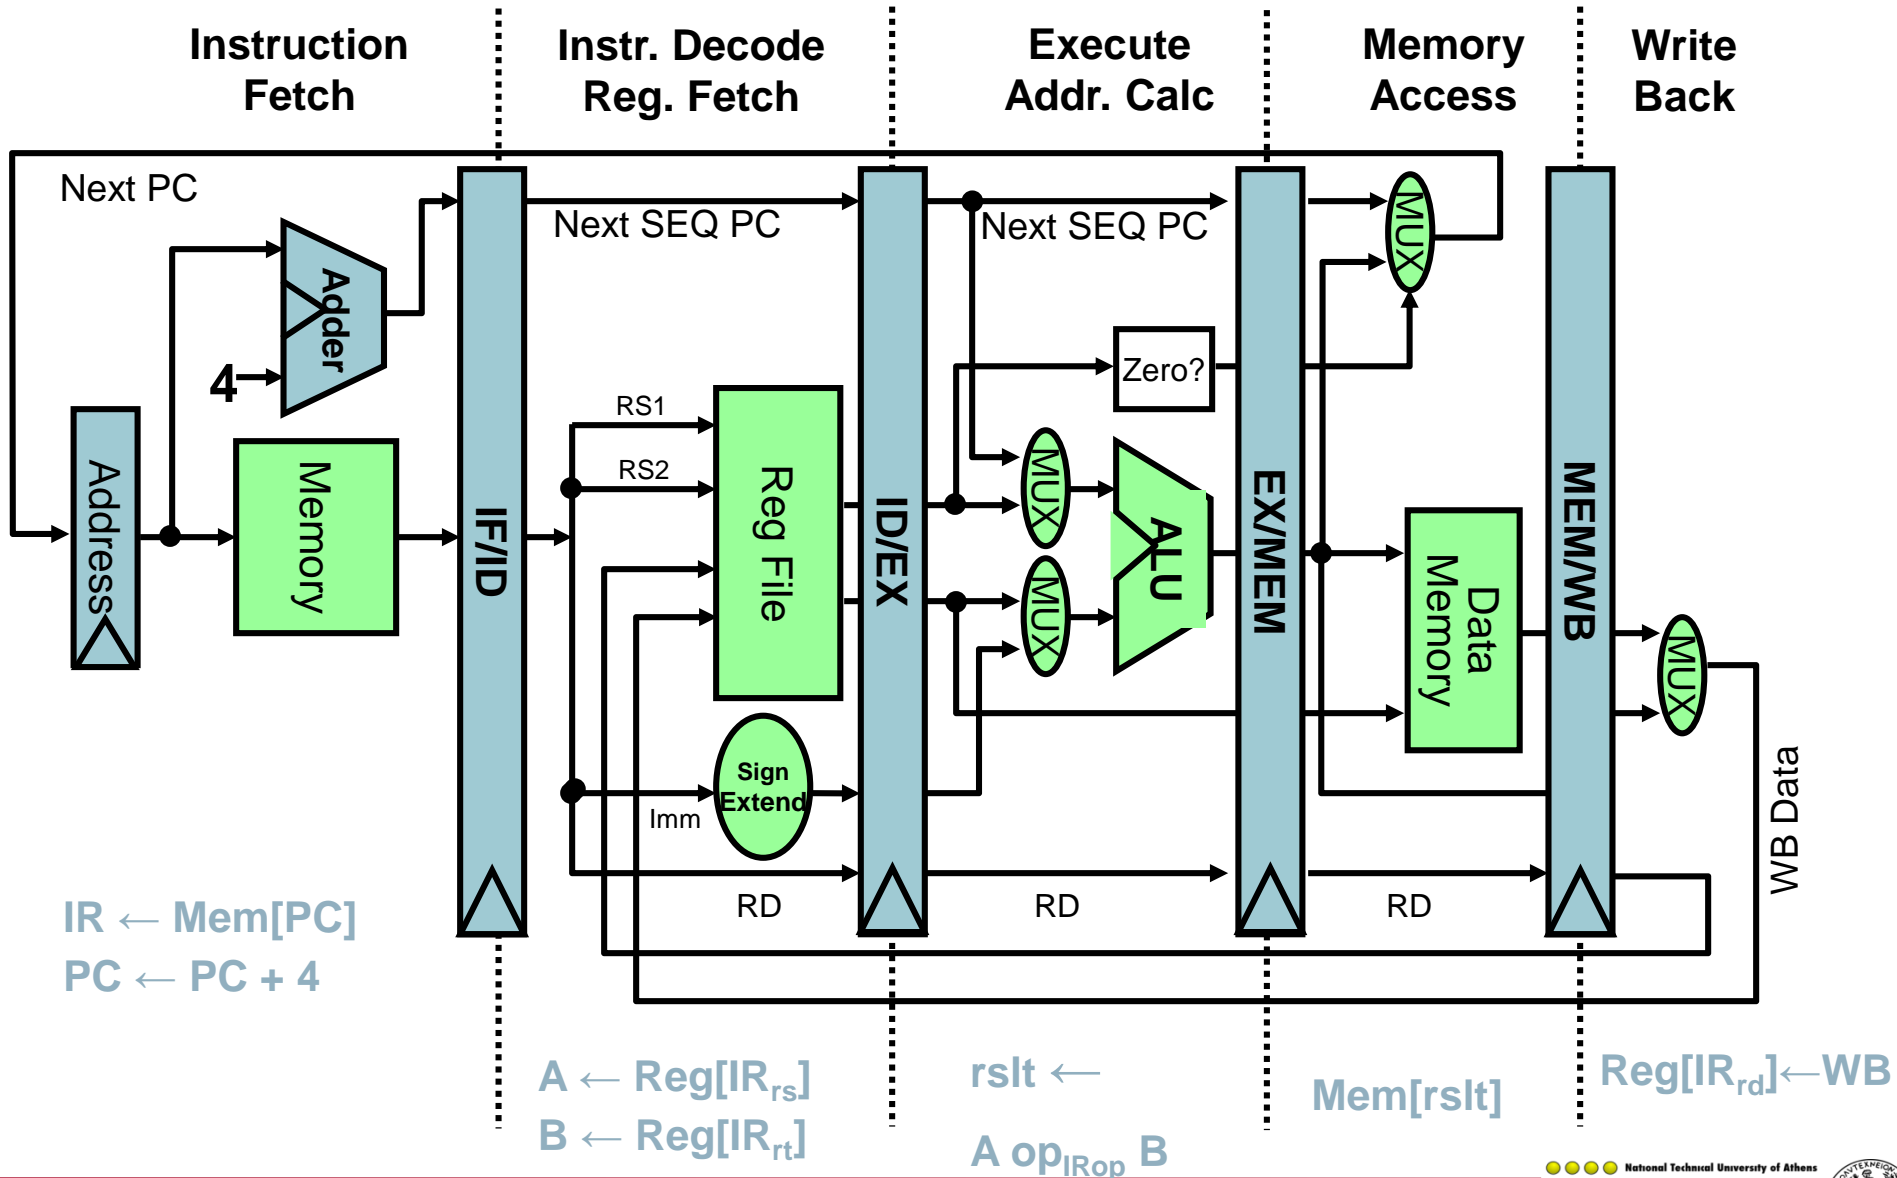 Instruction
Fetch
Instr. Decode
Reg. Fetch
Execute
Addr. Calc
Memory
Access
Write
Back
Next PC
Next SEQ PC
Next SEQ PC
MUX
Adder
4
Zero?
RS1
RS2
Address
Memory
IF/ID
Reg File
ID/EX
MUX
MUX
ALU
EX/MEM
Data
Memory
MEM/WB
MUX
Sign
Extend
Imm
WB Data
RD
RD
RD
IR ← Mem[PC]
PC ← PC + 4
A ← Reg[IRrs]
B ← Reg[IRrt]
rslt ←
A opIRop B
Mem[rslt]
Reg[IRrd]←WB
National Technical University of Athens